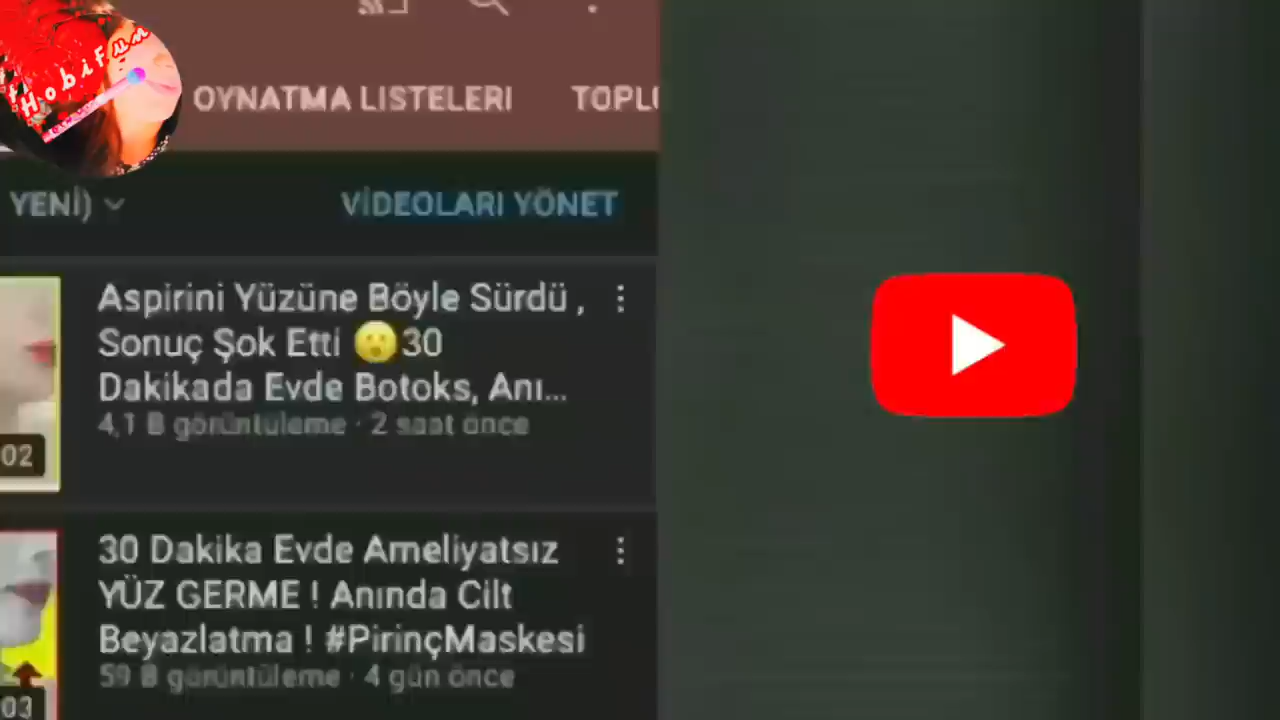 HobiFun
OYNATMA LISTELERI TOPLU
YENİ) VİDEOLARI YÖNET
Aspirini Yüzüne Böyle Sürdü ,
Sonuç Şok Etti 😮30
Dakikada Evde Botoks, Anı...
4,1 B görüntüleme · 2 saat önce
02
30 Dakika Evde Ameliyatsız
YÜZ GERME ! Anında Cilt
Beyazlatma ! #PirinçMaskesi
59 B görüntüleme · 4 gün önce
03